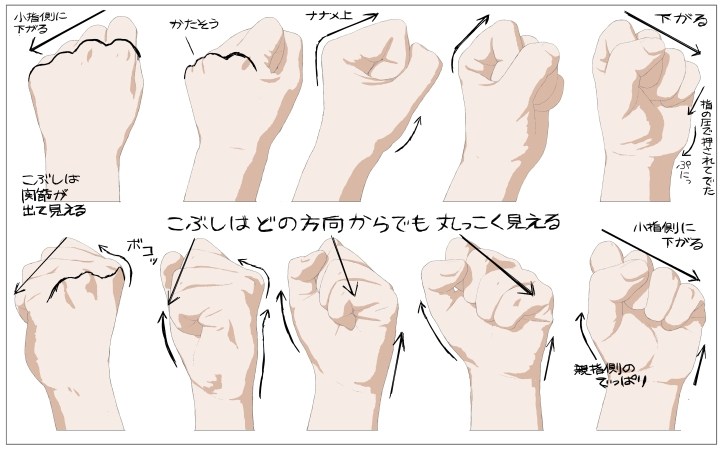 小指側に
下がる
かたそう
ナナメ上
下がる
指の圧で押されてでた
ぷにっ
こぶしは
関節が
出て見える
こぶしはどの方向からでも丸っこく見える
ボコッ
小指側に
下がる
親指側の
でっぱり